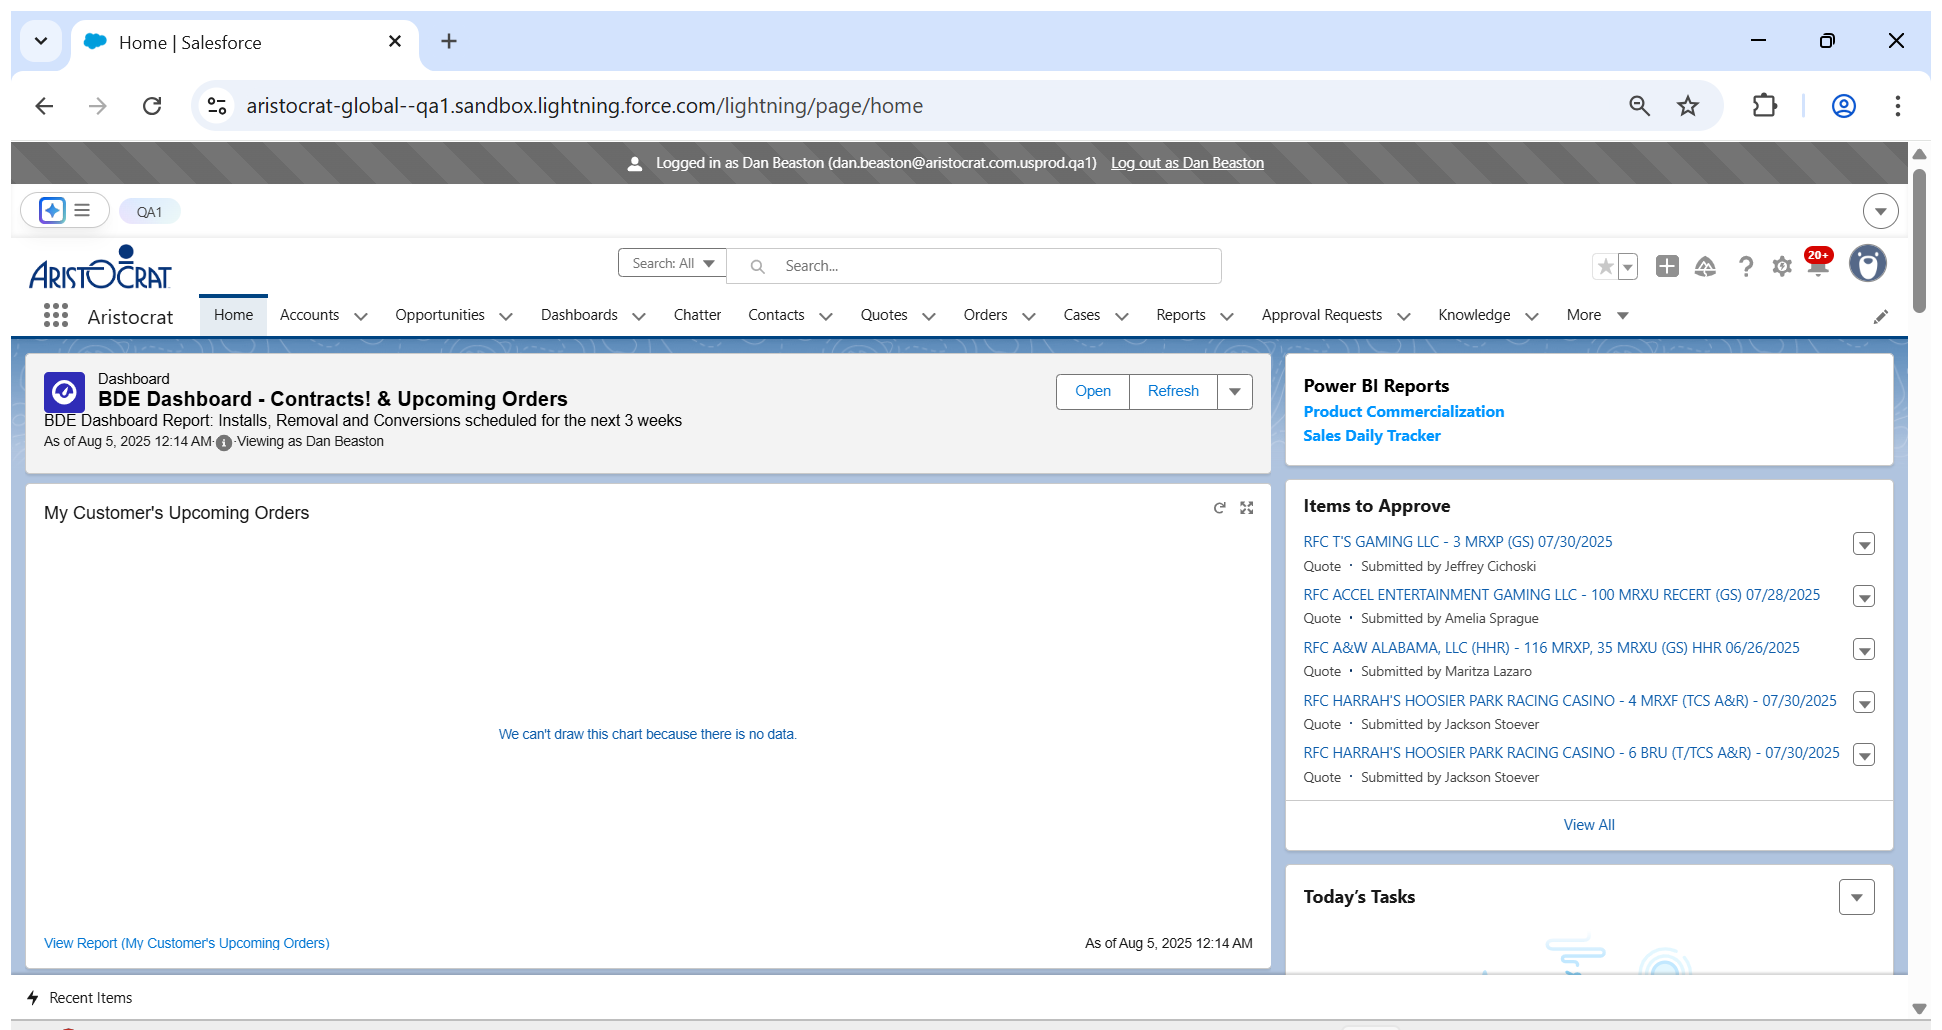 Home | Salesforce
aristocrat-global--qa1.sandbox.lightning.force.com/lightning/page/home
Logged in as Dan Beaston (dan.beaston@aristocrat.com.usprod.qa1) Log out as Dan Beaston
QA1
ARISTOCRAT
Search: All
Search...
20+
Aristocrat
Home
Accounts
Opportunities
Dashboards
Chatter
Contacts
Quotes
Orders
Cases
Reports
Approval Requests
Knowledge
More
Dashboard
BDE Dashboard - Contracts! & Upcoming Orders
BDE Dashboard Report: Installs, Removal and Conversions scheduled for the next 3 weeks
As of Aug 5, 2025 12:14 AM·Viewing as Dan Beaston
Open
Refresh
My Customer's Upcoming Orders
We can't draw this chart because there is no data.
View Report (My Customer's Upcoming Orders)
As of Aug 5, 2025 12:14 AM
Power BI Reports
Product Commercialization
Sales Daily Tracker
Items to Approve
RFC T'S GAMING LLC - 3 MRXP (GS) 07/30/2025
Quote · Submitted by Jeffrey Cichoski
RFC ACCEL ENTERTAINMENT GAMING LLC - 100 MRXU RECERT (GS) 07/28/2025
Quote · Submitted by Amelia Sprague
RFC A&W ALABAMA, LLC (HHR) - 116 MRXP, 35 MRXU (GS) HHR 06/26/2025
Quote · Submitted by Maritza Lazaro
RFC HARRAH'S HOOSIER PARK RACING CASINO - 4 MRXF (TCS A&R) - 07/30/2025
Quote · Submitted by Jackson Stoever
RFC HARRAH'S HOOSIER PARK RACING CASINO - 6 BRU (T/TCS A&R) - 07/30/2025
Quote · Submitted by Jackson Stoever
View All
Today's Tasks
Recent Items